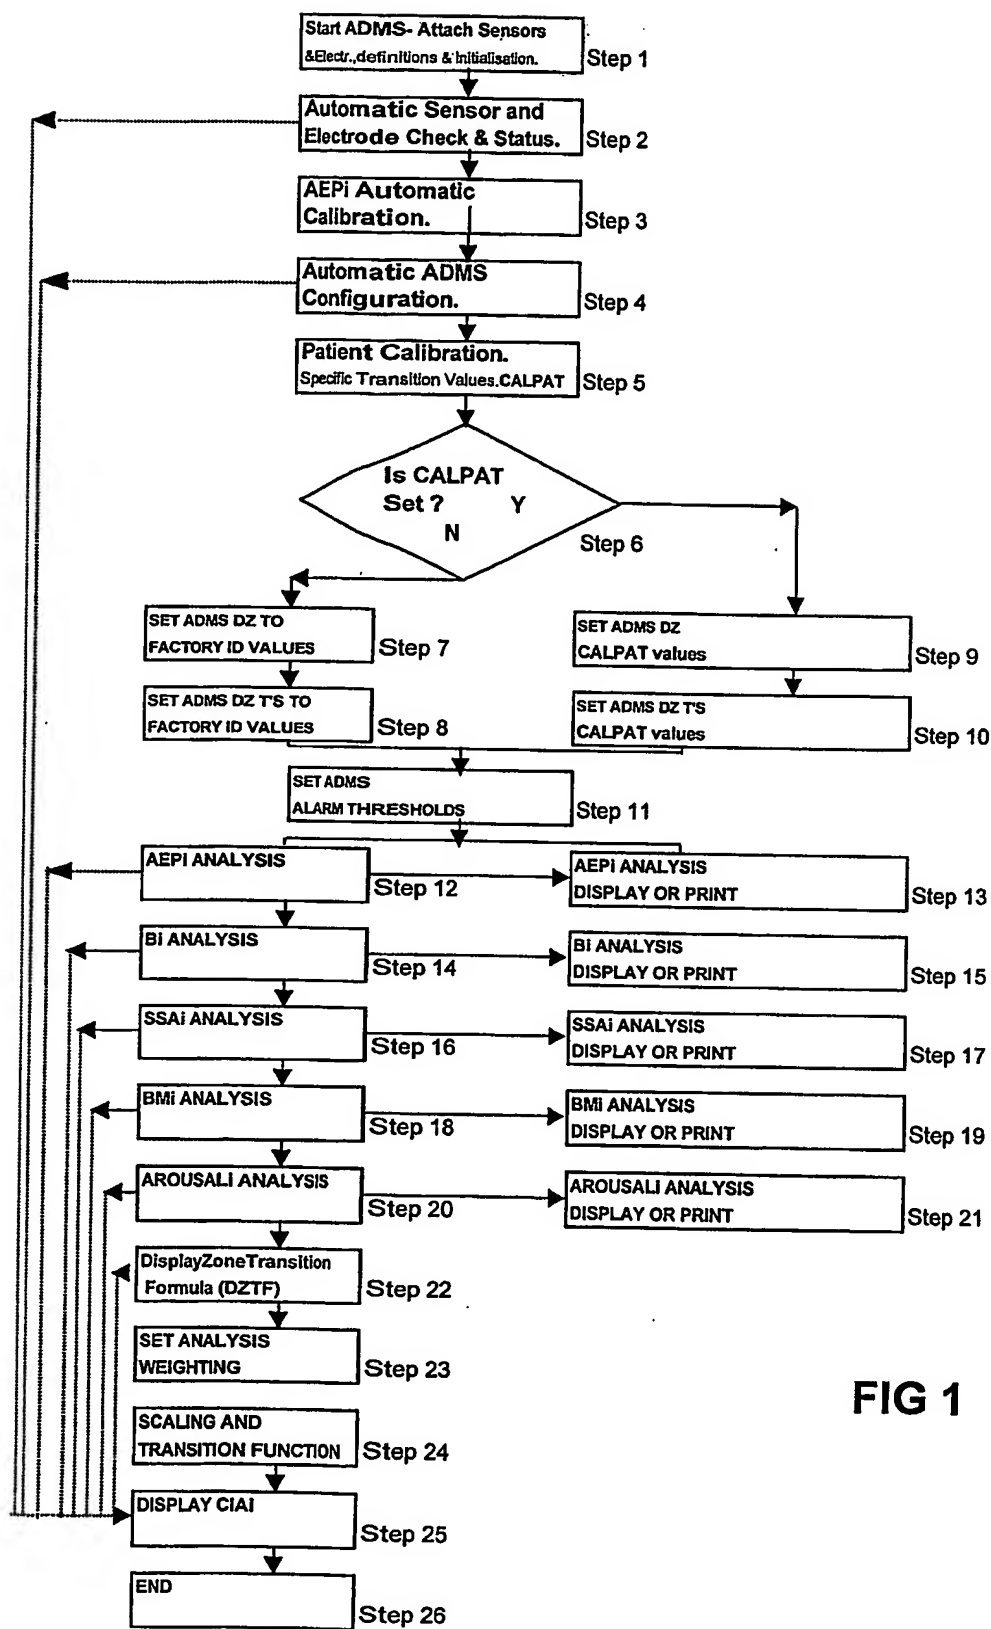 Start ADMS- Attach Sensors
&Electr.,definitions & Initialisation.
Step 1
Automatic Sensor and
Electrode Check & Status.
Step 2
AEPi Automatic
Calibration.
Step 3
Automatic ADMS
Configuration.
Step 4
Patient Calibration.
Specific Transition Values.CALPAT
Step 5
Is CALPAT
Set ? Y
N
Step 6
SET ADMS DZ TO
FACTORY ID VALUES
Step 7
SET ADMS DZ
CALPAT values
Step 9
SET ADMS DZ T'S TO
FACTORY ID VALUES
Step 8
SET ADMS DZ T'S
CALPAT values
Step 10
SET ADMS
ALARM THRESHOLDS
Step 11
AEPi ANALYSIS
Step 12
AEPi ANALYSIS
DISPLAY OR PRINT
Step 13
Bi ANALYSIS
Step 14
Bi ANALYSIS
DISPLAY OR PRINT
Step 15
SSAi ANALYSIS
Step 16
SSAi ANALYSIS
DISPLAY OR PRINT
Step 17
BMi ANALYSIS
Step 18
BMi ANALYSIS
DISPLAY OR PRINT
Step 19
AROUSALi ANALYSIS
Step 20
AROUSALi ANALYSIS
DISPLAY OR PRINT
Step 21
DisplayZoneTransition
Formula (DZTF)
Step 22
SET ANALYSIS
WEIGHTING
Step 23
SCALING AND
TRANSITION FUNCTION
Step 24
DISPLAY CIAi
Step 25
END
Step 26
FIG 1